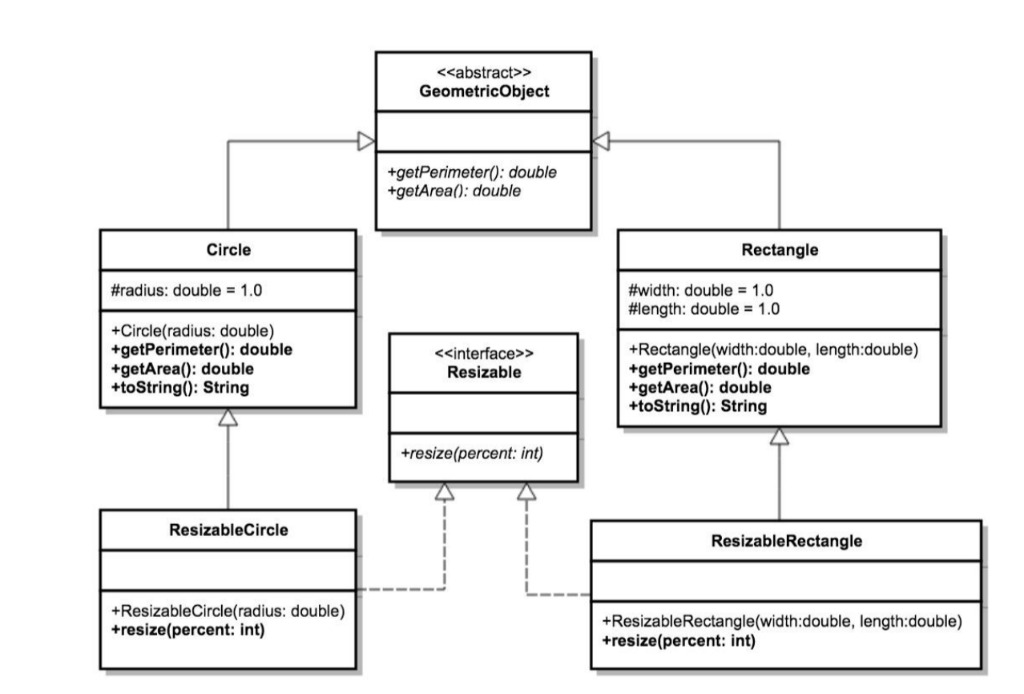 <<abstract>>
GeometricObject
+getPerimeter(): double
+getArea(): double
Circle
#radius: double = 1.0
+Circle(radius: double)
+getPerimeter(): double
+getArea(): double
+toString(): String
Rectangle
#width: double = 1.0
#length: double = 1.0
+Rectangle(width:double, length:double)
+getPerimeter(): double
+getArea(): double
+toString(): String
<<interface>>
Resizable
+resize(percent: int)
ResizableCircle
+ResizableCircle(radius: double)
+resize(percent: int)
ResizableRectangle
+ResizableRectangle(width:double, length:double)
+resize(percent: int)